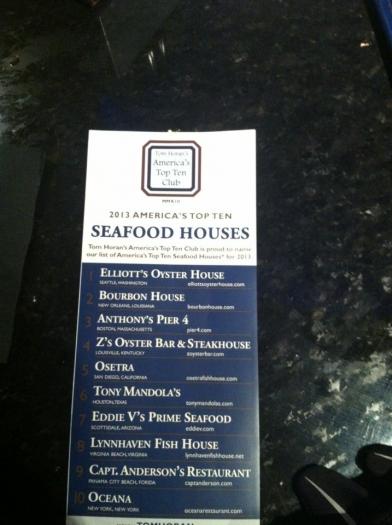 Tom Horan's
America's
Top Ten
Club
2013 AMERICA'S TOP TEN
SEAFOOD HOUSES
Tom Horan's America's Top Ten Club is proud to name
our list of America's Top Ten Seafood Houses* for 2013
1 ELLIOTT'S OYSTER HOUSE
SEATTLE, WASHINGTON elliottsoysterhouse.com
2 BOURBON HOUSE
NEW ORLEANS, LOUISIANA bourbonhouse.com
3 ANTHONY'S PIER 4
BOSTON, MASSACHUSETTS pier4.com
4 Z'S OYSTER BAR & STEAKHOUSE
LOUISVILLE, KENTUCKY zoysterbar.com
5 OSETRA
SAN DIEGO, CALIFORNIA osetrafishhouse.com
6 TONY MANDOLA'S
HOUSTON, TEXAS tonymandolas.com
7 EDDIE V'S PRIME SEAFOOD
SCOTTSDALE, ARIZONA eddiev.com
8 LYNNHAVEN FISH HOUSE
VIRGINIA BEACH, VIRGINIA lynnhavenfishhouse.net
9 CAPT. ANDERSON'S RESTAURANT
PANAMA CITY BEACH, FORIDA captanderson.com
10 OCEANA
NEW YORK, NEW YORK oceanarestaurant.com